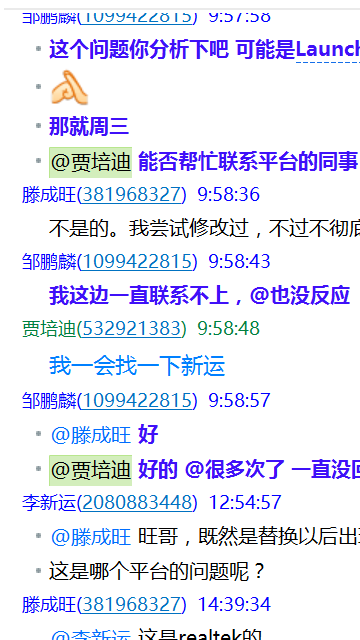 邹鹏麟(1099422815) 9:57:58
这个问题你分析下吧 可能是Launch
那就周三
@贾培迪 能否帮忙联系平台的同事
滕成旺(381968327) 9:58:36
不是的。我尝试修改过，不过不彻底
邹鹏麟(1099422815) 9:58:43
我这边一直联系不上，@也没反应
贾培迪(532921383) 9:58:48
我一会找一下新运
邹鹏麟(1099422815) 9:58:57
@滕成旺 好
@贾培迪 好的 @很多次了 一直没回
李新运(2080883448) 12:54:57
@滕成旺 旺哥，既然是替换以后出
这是哪个平台的问题呢？
滕成旺(381968327) 14:39:34
@李新运 这是realtek的